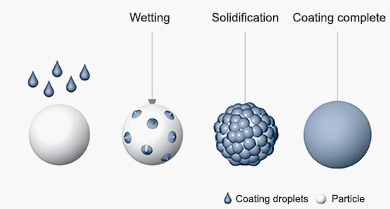 Wetting
Solidification
Coating complete
Coating droplets
Particle